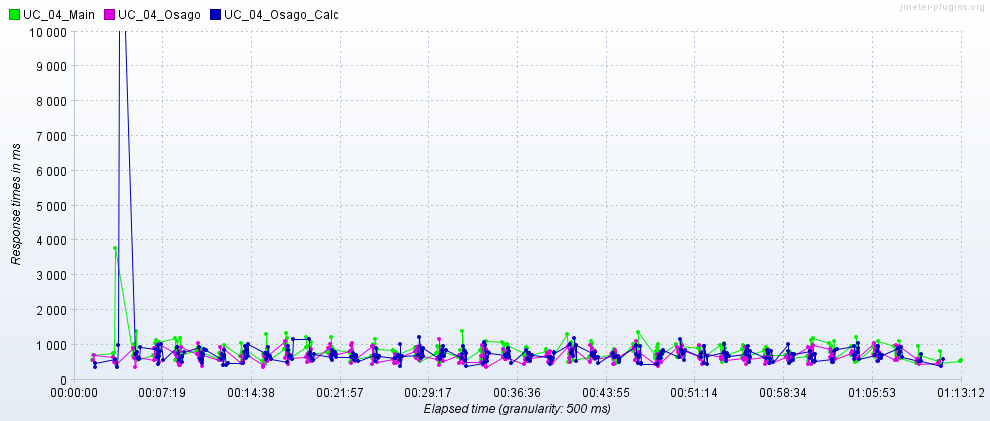 UC_04_Main UC_04_Osago UC_04_Osago_Calc
jmeter-plugins.org
10 000
9 000
8 000
7 000
6 000
5 000
4 000
3 000
2 000
1 000
0
Response times in ms
00:00:00 00:07:19 00:14:38 00:21:57 00:29:17 00:36:36 00:43:55 00:51:14 00:58:34 01:05:53 01:13:12
Elapsed time (granularity: 500 ms)